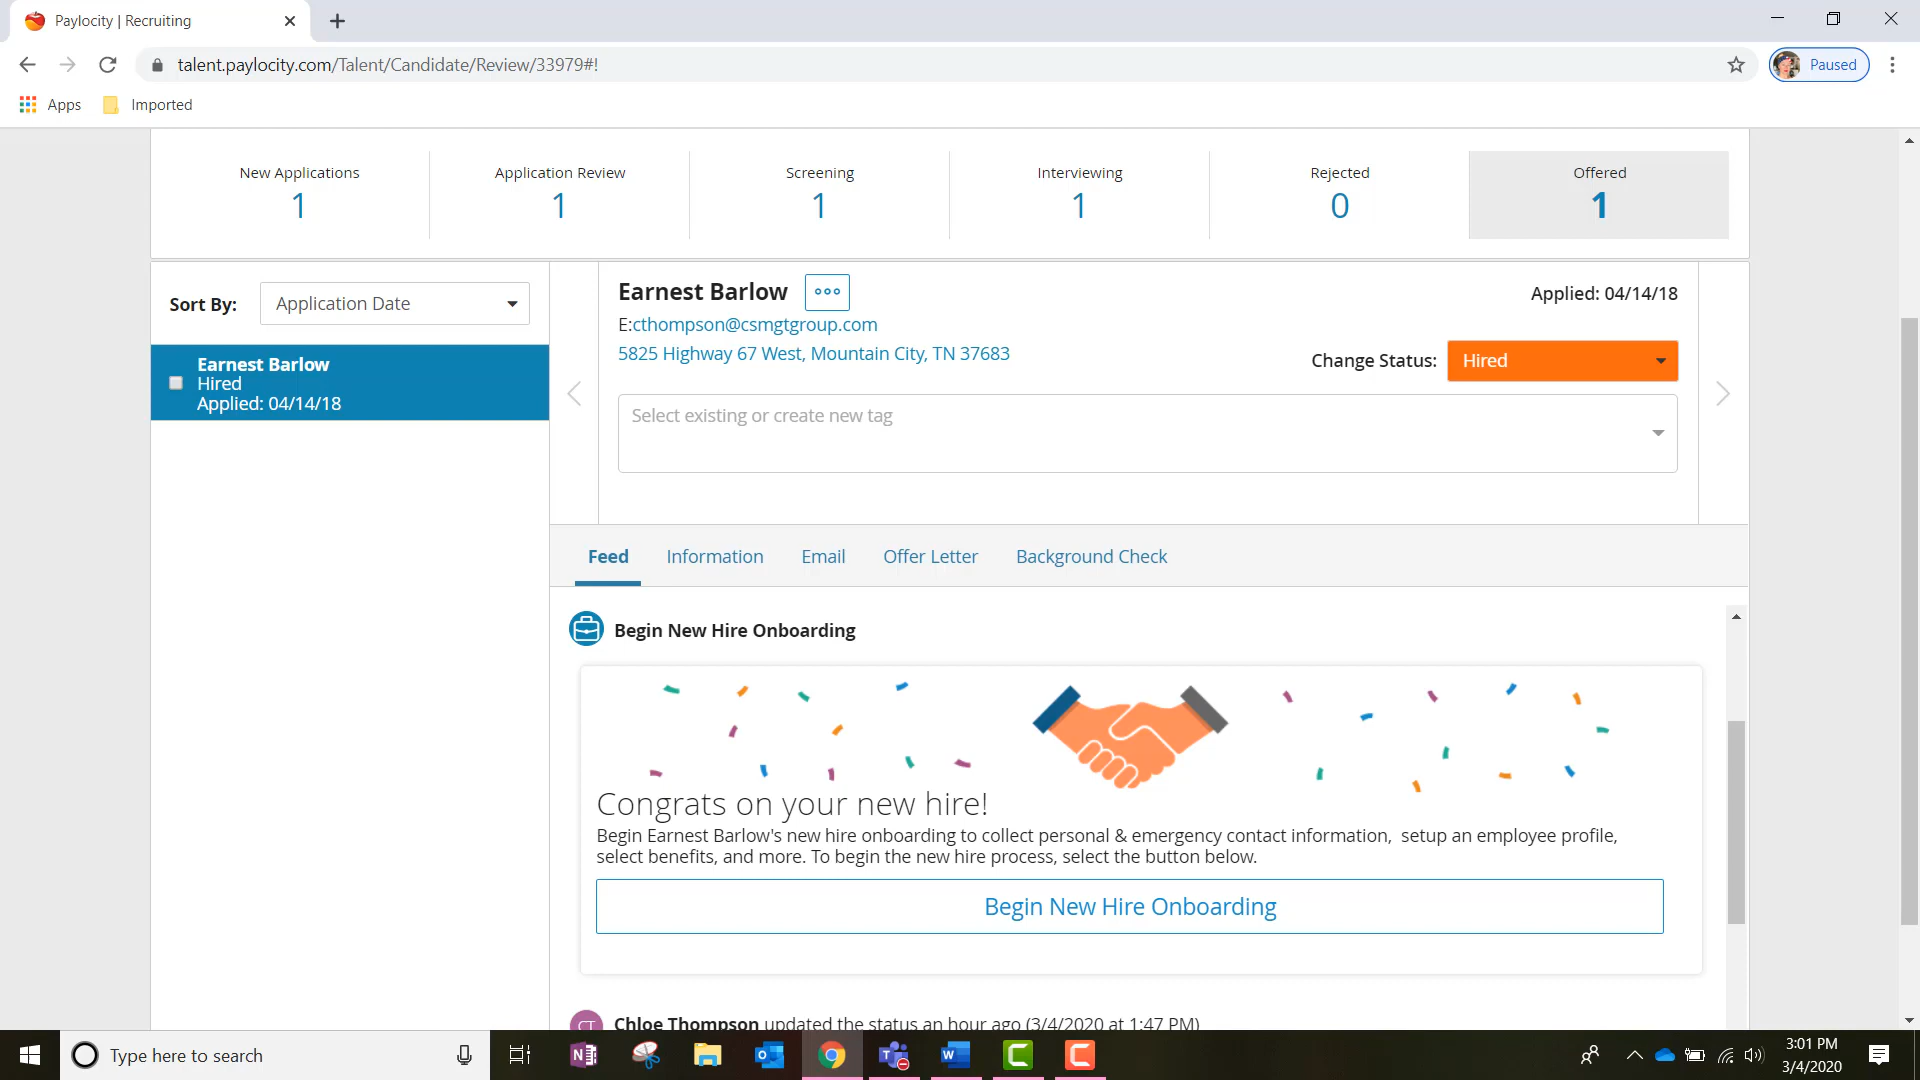 Paylocity | Recruiting
talent.paylocity.com/Talent/Candidate/Review/33979#!
Paused
Apps
Imported
New Applications
1
Application Review
1
Screening
1
Interviewing
1
Rejected
0
Offered
1
Sort By:
Application Date
Earnest Barlow
Hired
Applied: 04/14/18
Earnest Barlow
Applied: 04/14/18
E:cthompson@csmgtgroup.com
5825 Highway 67 West, Mountain City, TN 37683
Change Status:
Hired
Select existing or create new tag
Feed
Information
Email
Offer Letter
Background Check
Begin New Hire Onboarding
Congrats on your new hire!
Begin Earnest Barlow's new hire onboarding to collect personal & emergency contact information, setup an employee profile,
select benefits, and more. To begin the new hire process, select the button below.
Begin New Hire Onboarding
CT
Chloe Thompson updated the status an hour ago (3/4/2020 at 1:47 PM)
Type here to search
3:01 PM
3/4/2020